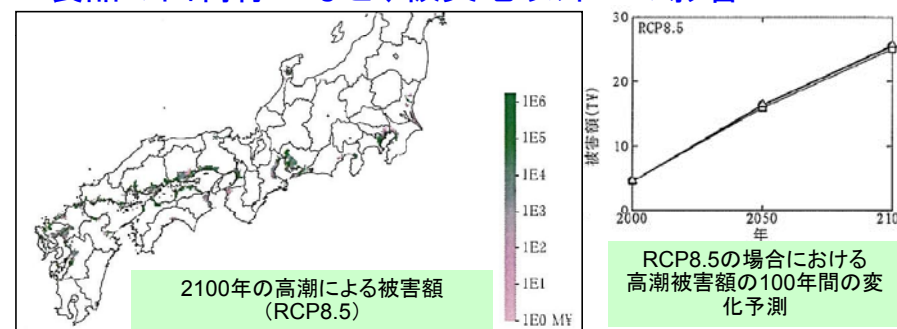 1E6
1E5
1E4
1E3
1E2
1E1
1E0 M¥
2100年の高潮による被害額
（RCP8.5）
RCP8.5
30
20
10
0
被害額(T¥)
2000
2050
210
年
RCP8.5の場合における
高潮被害額の100年間の変
化予測